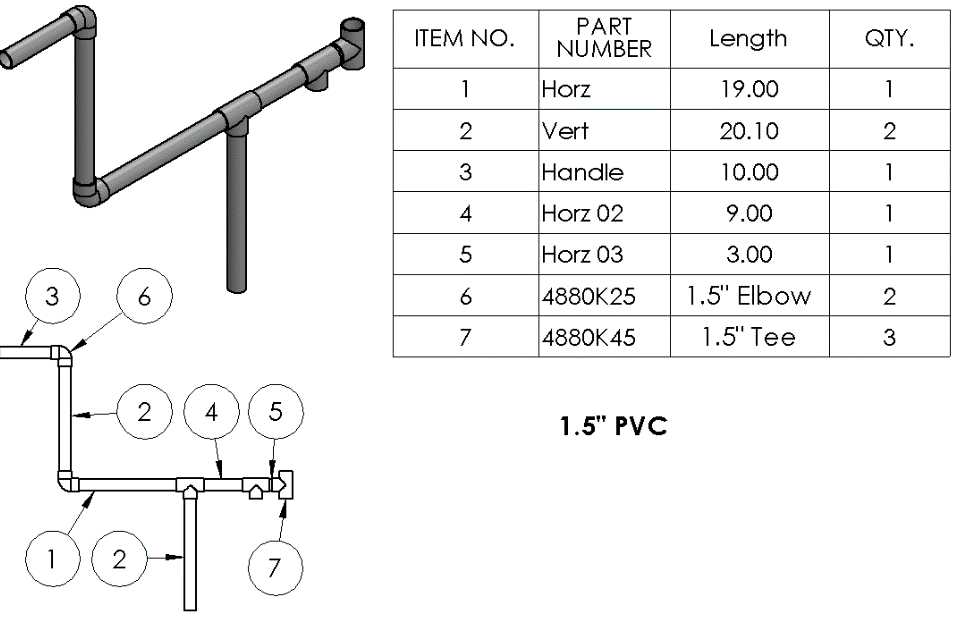 ITEM NO. PART NUMBER Length QTY.
1 Horz 19.00 1
2 Vert 20.10 2
3 Handle 10.00 1
4 Horz 02 9.00 1
5 Horz 03 3.00 1
6 4880K25 1.5" Elbow 2
7 4880K45 1.5" Tee 3
3 6
2 4 5
1 2 7
1.5" PVC